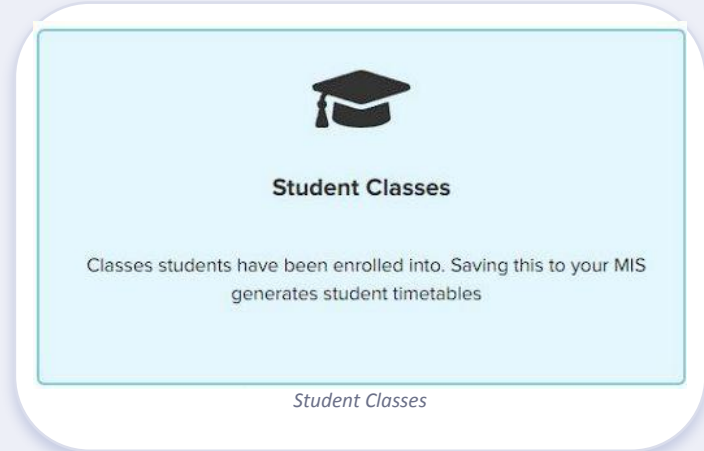 Student Classes
Classes students have been enrolled into. Saving this to your MIS
generates student timetables
Student Classes